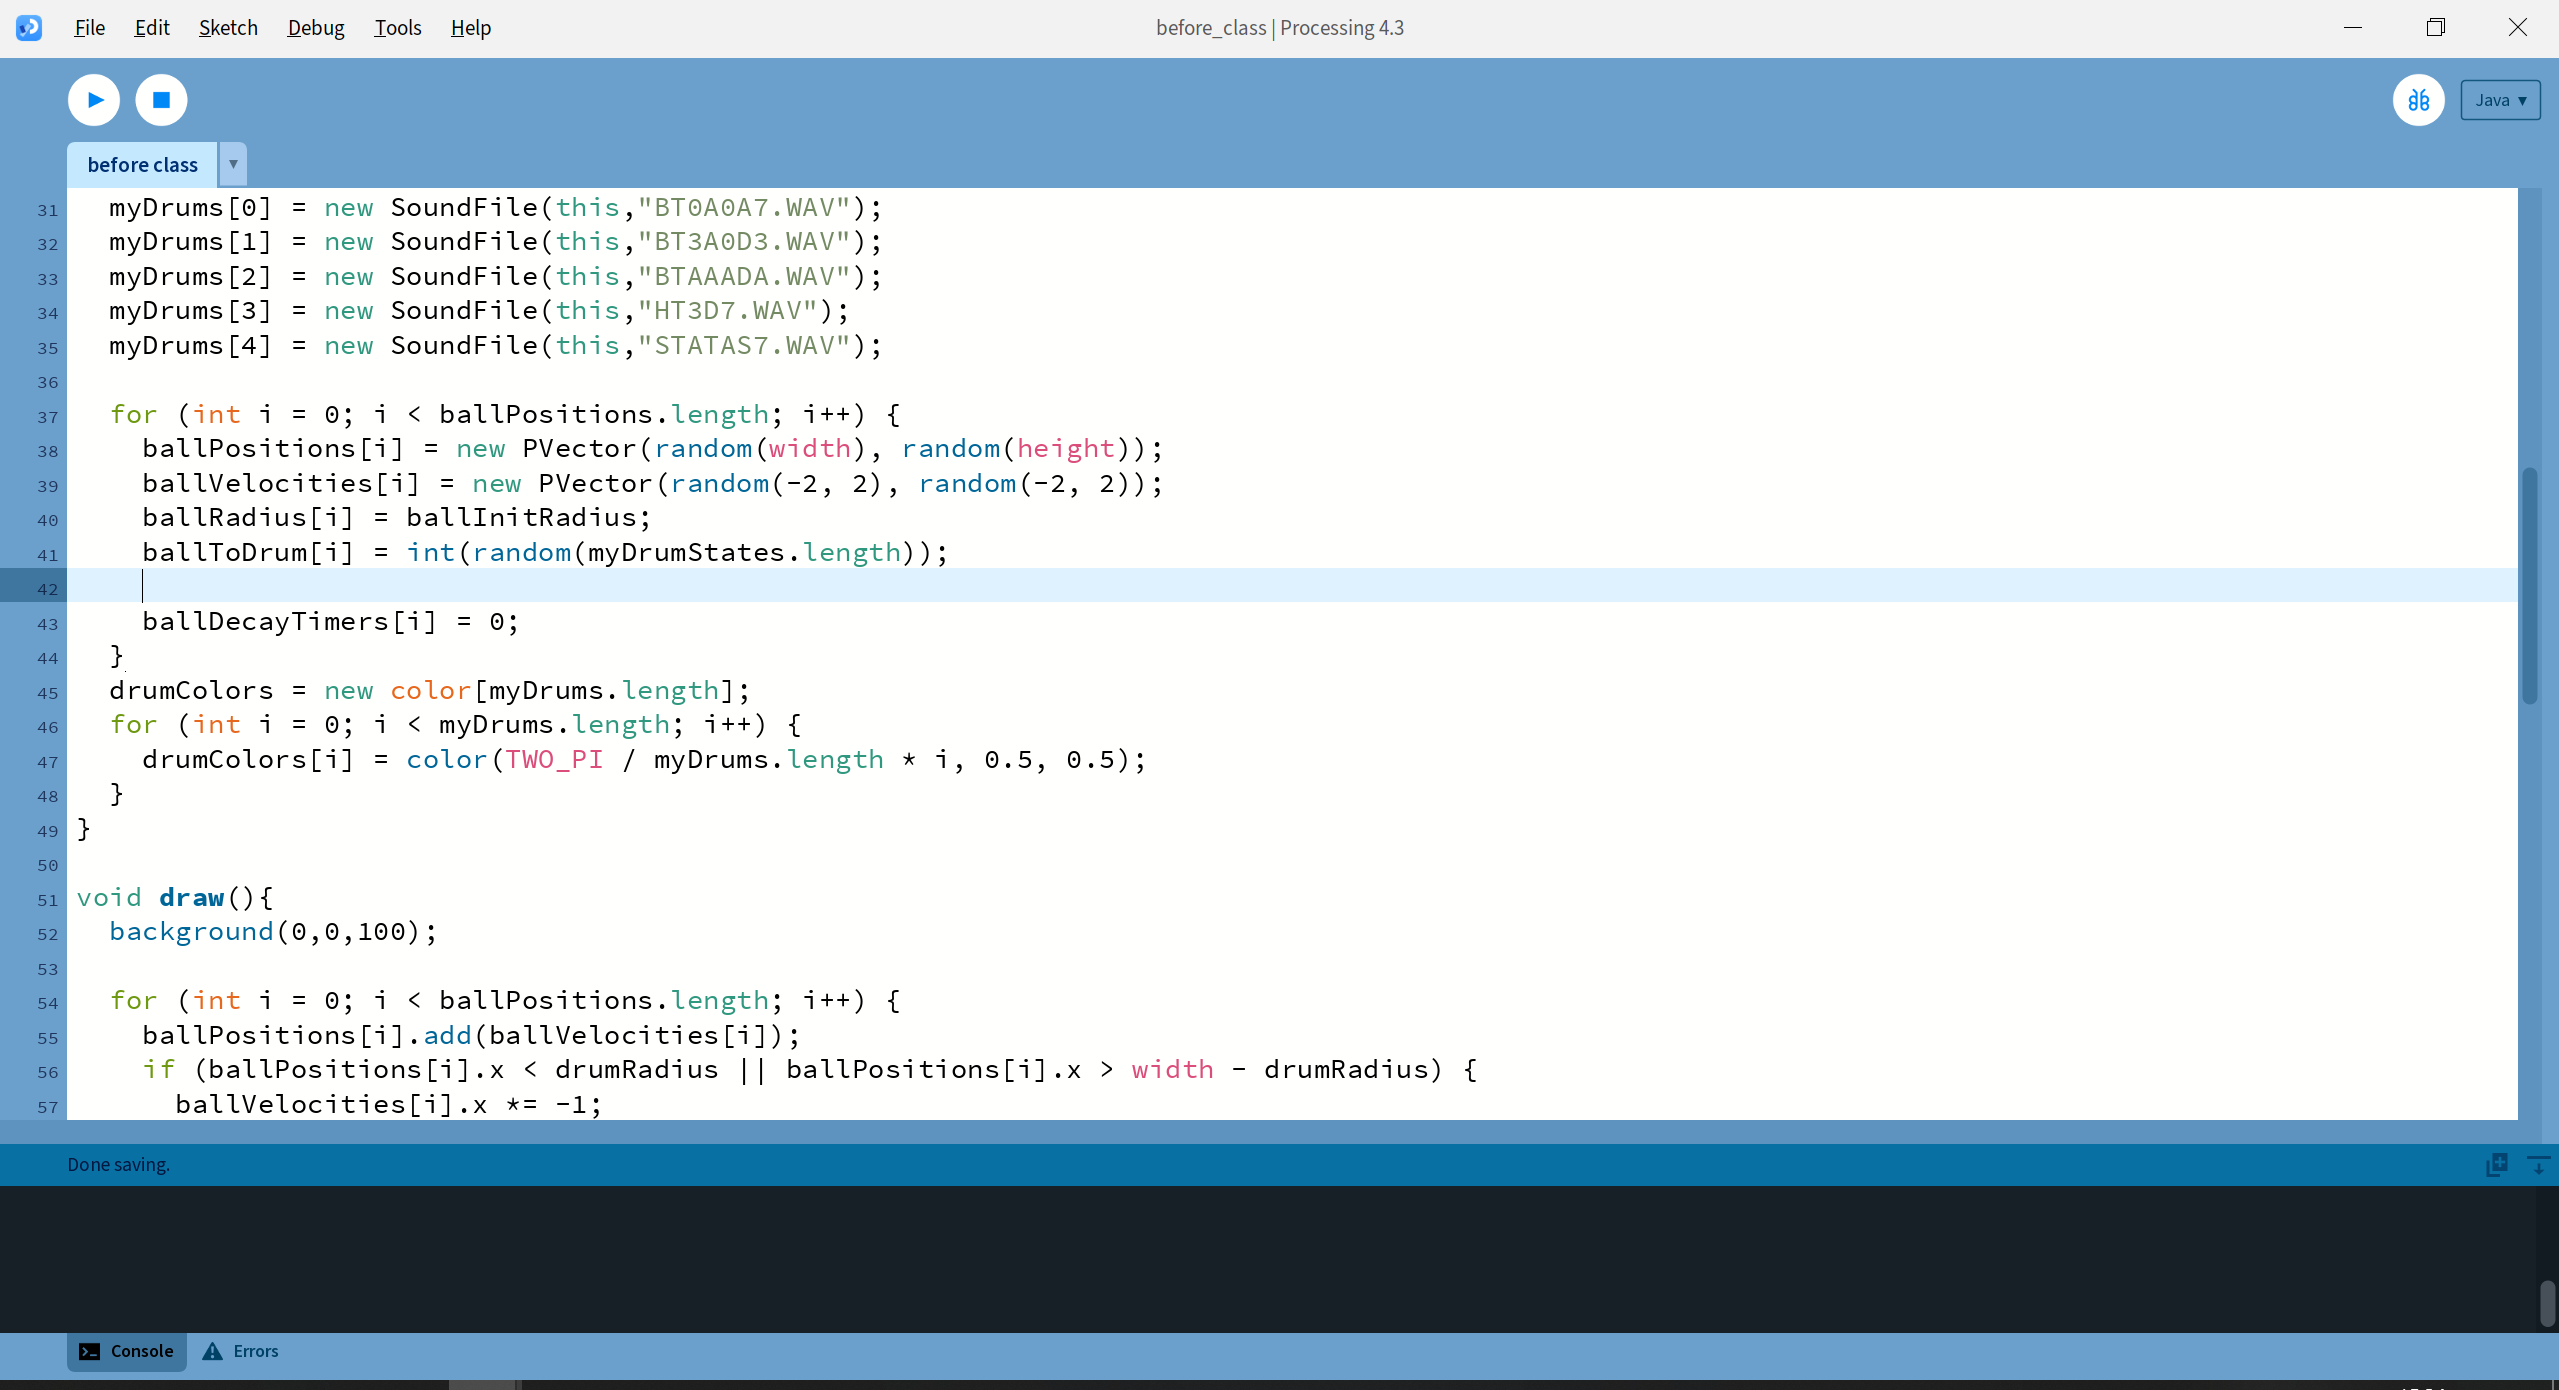 File Edit Sketch Debug Tools Help before_class | Processing 4.3
Java ▾
before class ▾
31 myDrums[0] = new SoundFile(this,"BT0A0A7.WAV");
32 myDrums[1] = new SoundFile(this,"BT3A0D3.WAV");
33 myDrums[2] = new SoundFile(this,"BTAAADA.WAV");
34 myDrums[3] = new SoundFile(this,"HT3D7.WAV");
35 myDrums[4] = new SoundFile(this,"STATAS7.WAV");
36
37 for (int i = 0; i < ballPositions.length; i++) {
38 ballPositions[i] = new PVector(random(width), random(height));
39 ballVelocities[i] = new PVector(random(-2, 2), random(-2, 2));
40 ballRadius[i] = ballInitRadius;
41 ballToDrum[i] = int(random(myDrumStates.length));
42
43 ballDecayTimers[i] = 0;
44 }
45 drumColors = new color[myDrums.length];
46 for (int i = 0; i < myDrums.length; i++) {
47 drumColors[i] = color(TWO_PI / myDrums.length * i, 0.5, 0.5);
48 }
49 }
50
51 void draw(){
52 background(0,0,100);
53
54 for (int i = 0; i < ballPositions.length; i++) {
55 ballPositions[i].add(ballVelocities[i]);
56 if (ballPositions[i].x < drumRadius || ballPositions[i].x > width - drumRadius) {
57 ballVelocities[i].x *= -1;
Done saving.
Console Errors